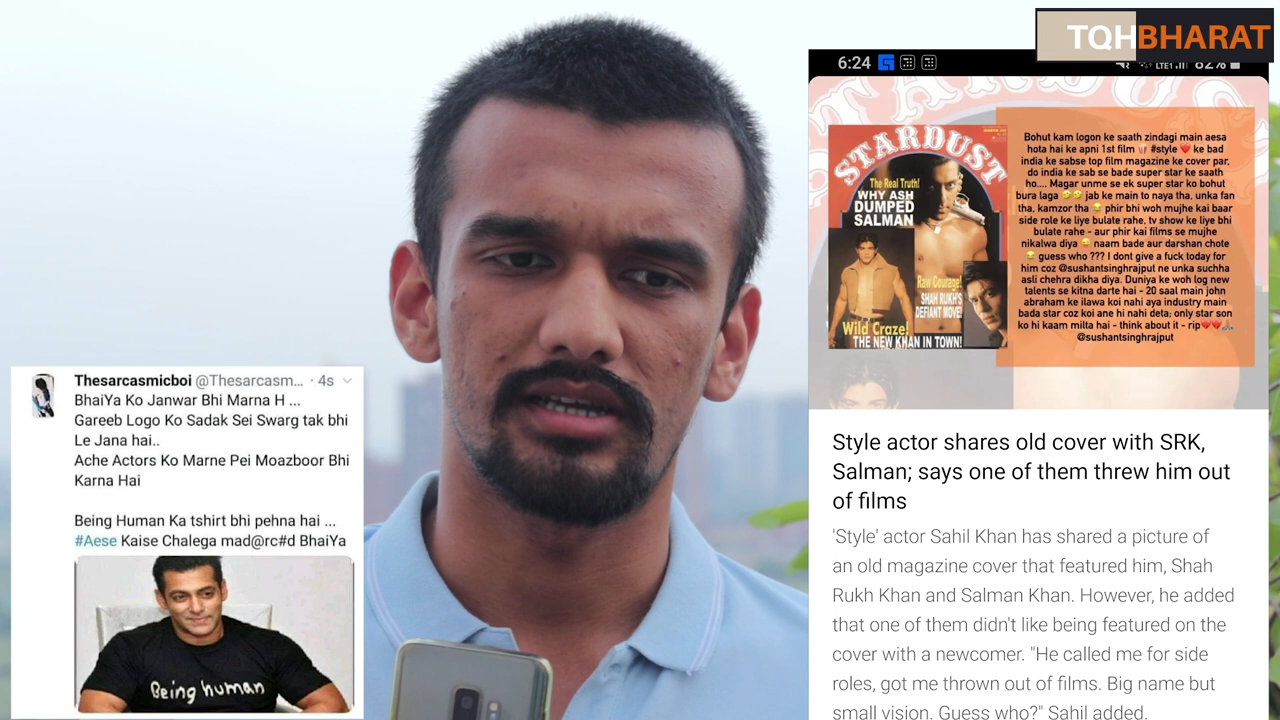 TQHBHARAT
Thesarcasmicboi @Thesarcasm... · 4s
BhaiYa Ko Janwar Bhi Marna H ...
Gareeb Logo Ko Sadak Sei Swarg tak bhi
Le Jana hai..
Ache Actors Ko Marne Pei Moazboor Bhi
Karna Hai
Being Human Ka tshirt bhi pehna hai ...
#Aese Kaise Chalega mad@rc#d BhaiYa
Being human
6:24
LTE1 82%
STARDUST
The Real Truth!
WHY ASH
DUMPED
SALMAN
Raw Courage!
SHAH RUKH'S
DEFIANT MOVE!
Wild Craze!
THE NEW KHAN IN TOWN!
Bohut kam logon ke saath zindagi main aesa
hota hai ke apni 1st film 🍿 #style ❤️ ke bad
india ke sabse top film magazine ke cover par,
do india ke sab se bade super star ke saath
ho.... Magar unme se ek super star ko bohut
bura laga 🤣🤣 jab ke main to naya tha, unka fan
tha, kamzor tha 😂 phir bhi woh mujhe kai baar
side role ke liye bulate rahe, tv show ke liye bhi
bulate rahe - aur phir kai films se mujhe
nikalwa diya 😜 naam bade aur darshan chote
😂 guess who ??? I dont give a fuck today for
him coz @sushantsinghrajput ne unka suchha
asli chehra dikha diya. Duniya ke woh log new
talents se kitna darte hai - 20 saal main john
abraham ke ilawa koi nahi aya industry main
bada star coz koi ane hi nahi deta; only star son
ko hi kaam milta hai - think about it - rip💔💔🙏
@sushantsinghrajput
Style actor shares old cover with SRK,
Salman; says one of them threw him out
of films
'Style' actor Sahil Khan has shared a picture of
an old magazine cover that featured him, Shah
Rukh Khan and Salman Khan. However, he added
that one of them didn't like being featured on the
cover with a newcomer. "He called me for side
roles, got me thrown out of films. Big name but
small vision. Guess who?" Sahil added.